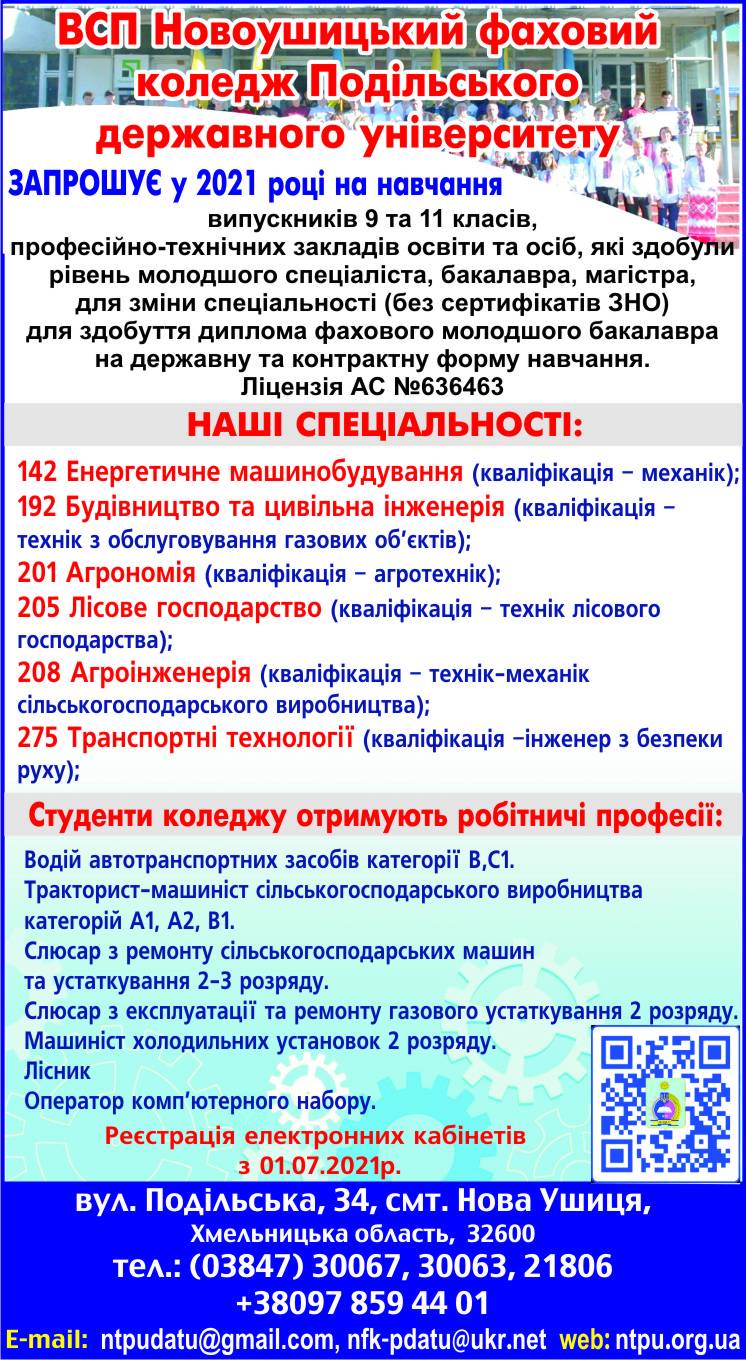 ВСП Новоушицький фаховий
коледж Подільського
державного університету
ЗАПРОШУЄ у 2021 році на навчання
випускників 9 та 11 класів,
професійно-технічних закладів освіти та осіб, які здобули
рівень молодшого спеціаліста, бакалавра, магістра,
для зміни спеціальності (без сертифікатів ЗНО)
для здобуття диплома фахового молодшого бакалавра
на державну та контрактну форму навчання.
Ліцензія АС №636463
НАШІ СПЕЦІАЛЬНОСТІ:
142 Енергетичне машинобудування (кваліфікація – механік);
192 Будівництво та цивільна інженерія (кваліфікація –
технік з обслуговування газових об’єктів);
201 Агрономія (кваліфікація – агротехнік);
205 Лісове господарство (кваліфікація – технік лісового
господарства);
208 Агроінженерія (кваліфікація – технік-механік
сільськогосподарського виробництва);
275 Транспортні технології (кваліфікація –інженер з безпеки
руху);
Студенти коледжу отримують робітничі професії:
Водій автотранспортних засобів категорії В,С1.
Тракторист-машиніст сільськогосподарського виробництва
категорій А1, А2, В1.
Слюсар з ремонту сільськогосподарських машин
та устаткування 2-3 розряду.
Слюсар з експлуатації та ремонту газового устаткування 2 розряду.
Машиніст холодильних установок 2 розряду.
Лісник
Оператор комп’ютерного набору.
Реєстрація електронних кабінетів
з 01.07.2021р.
вул. Подільська, 34, смт. Нова Ушиця,
Хмельницька область, 32600
тел.: (03847) 30067, 30063, 21806
+38097 859 44 01
E-mail: ntpudatu@gmail.com, nfk-pdatu@ukr.net web: ntpu.org.ua